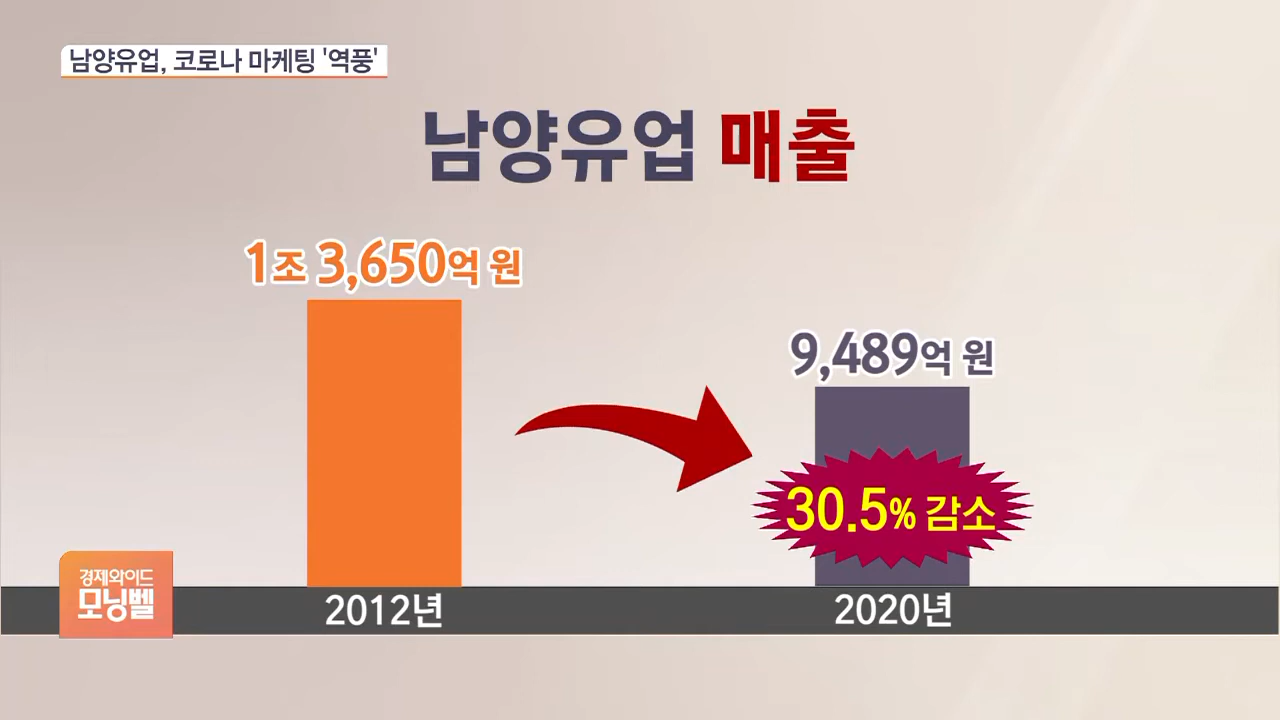 남양유업, 코로나 마케팅 '역풍'
남양유업 매출
1조 3,650억 원
9,489억 원
30.5% 감소
2012년
2020년
경제와이드
모닝벨